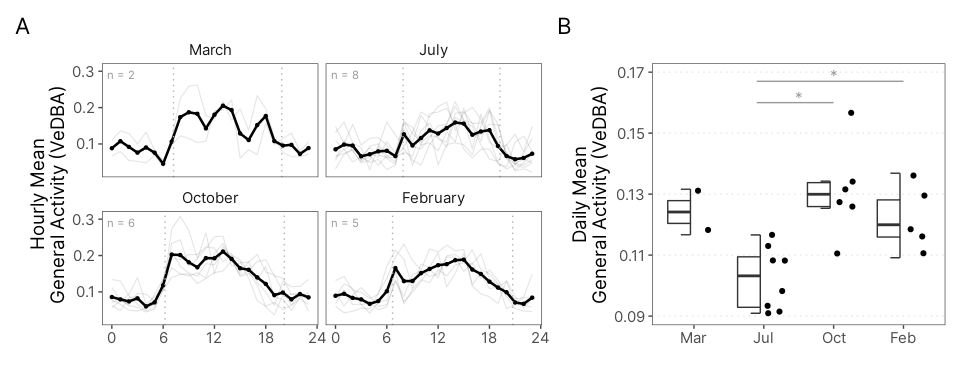 A
B
March
July
Hourly Mean
General Activity (VeDBA)
0.3
0.2
0.1
n = 2
n = 8
October
February
0.3
0.2
0.1
n = 6
n = 5
0 6 12 18 24
0 6 12 18 24
Daily Mean
General Activity (VeDBA)
0.17
0.15
0.13
0.11
0.09
*
*
Mar Jul Oct Feb